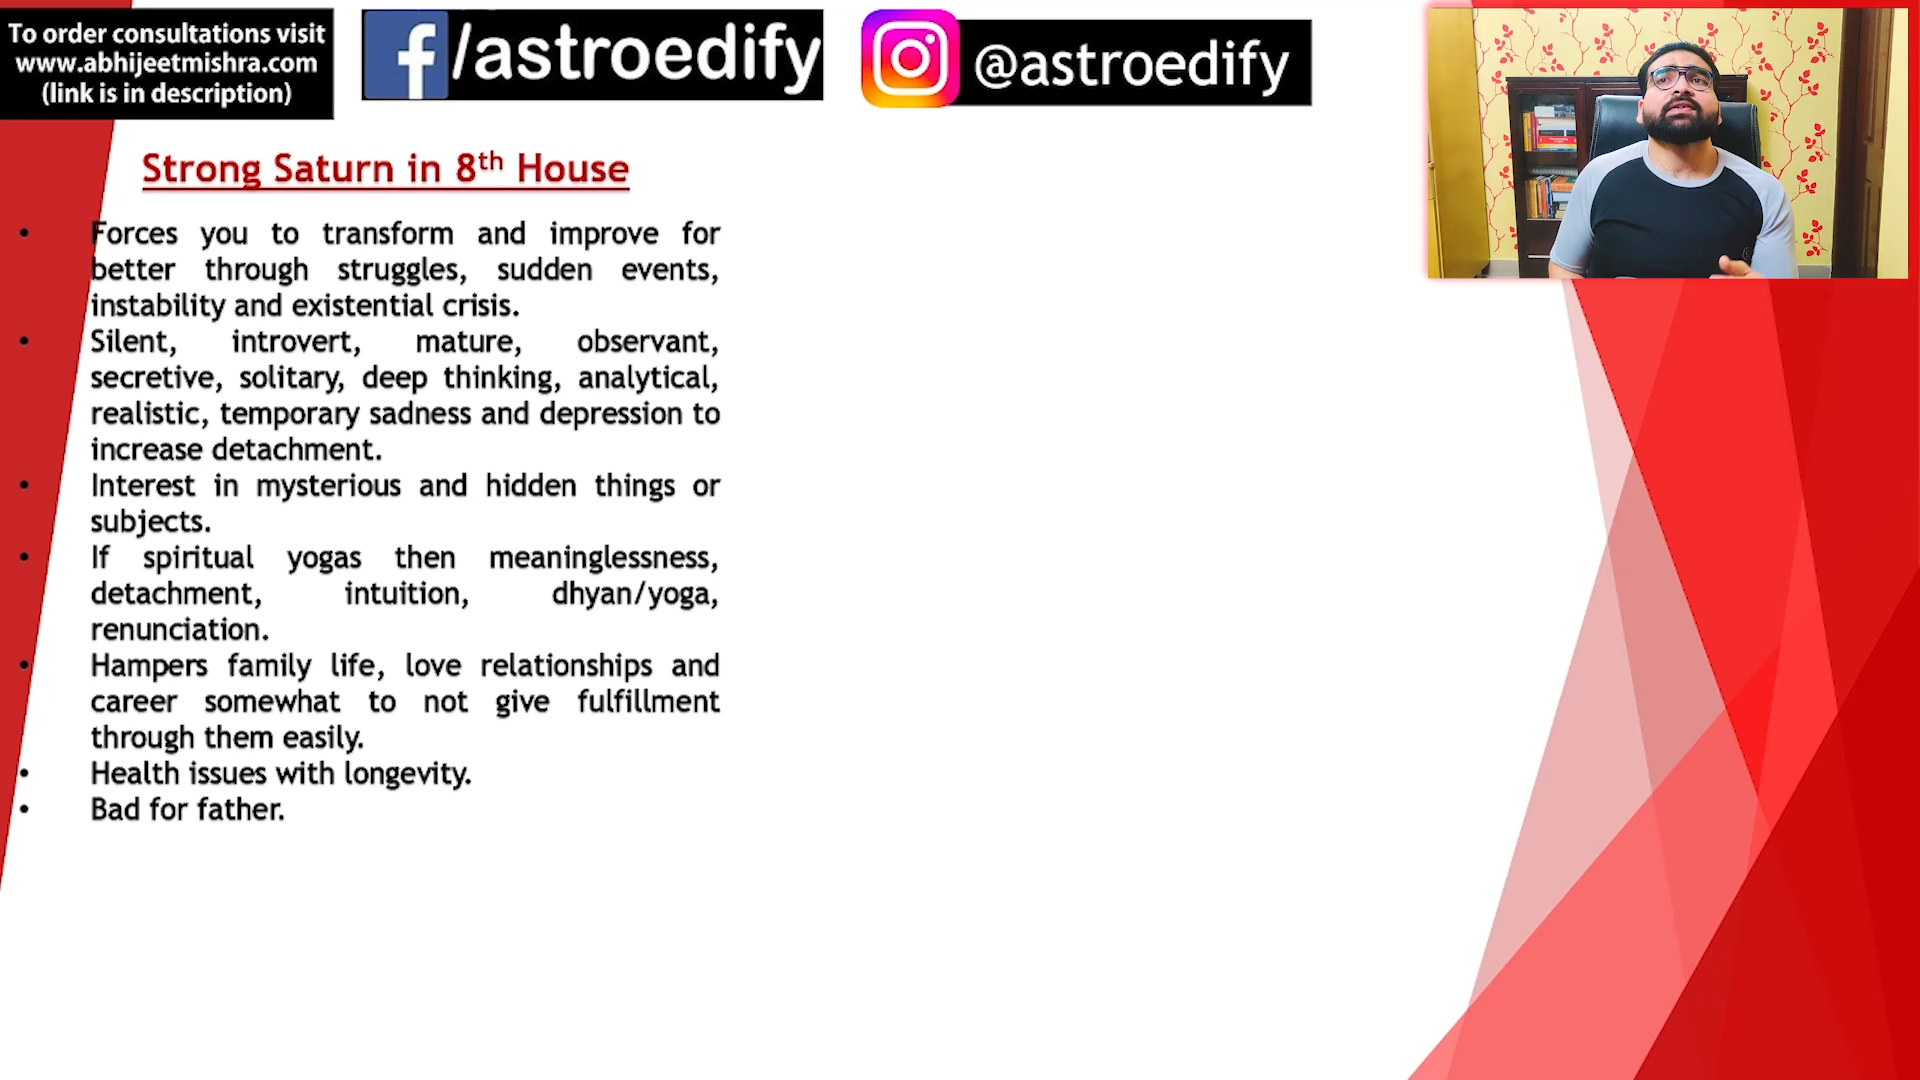 To order consultations visit
www.abhijeetmishra.com
(link is in description)
/astroedify
@astroedify
Strong Saturn in 8th House
• Forces you to transform and improve for
better through struggles, sudden events,
instability and existential crisis.
• Silent, introvert, mature, observant,
secretive, solitary, deep thinking, analytical,
realistic, temporary sadness and depression to
increase detachment.
• Interest in mysterious and hidden things or
subjects.
• If spiritual yogas then meaninglessness,
detachment, intuition, dhyan/yoga,
renunciation.
• Hampers family life, love relationships and
career somewhat to not give fulfillment
through them easily.
• Health issues with longevity.
• Bad for father.